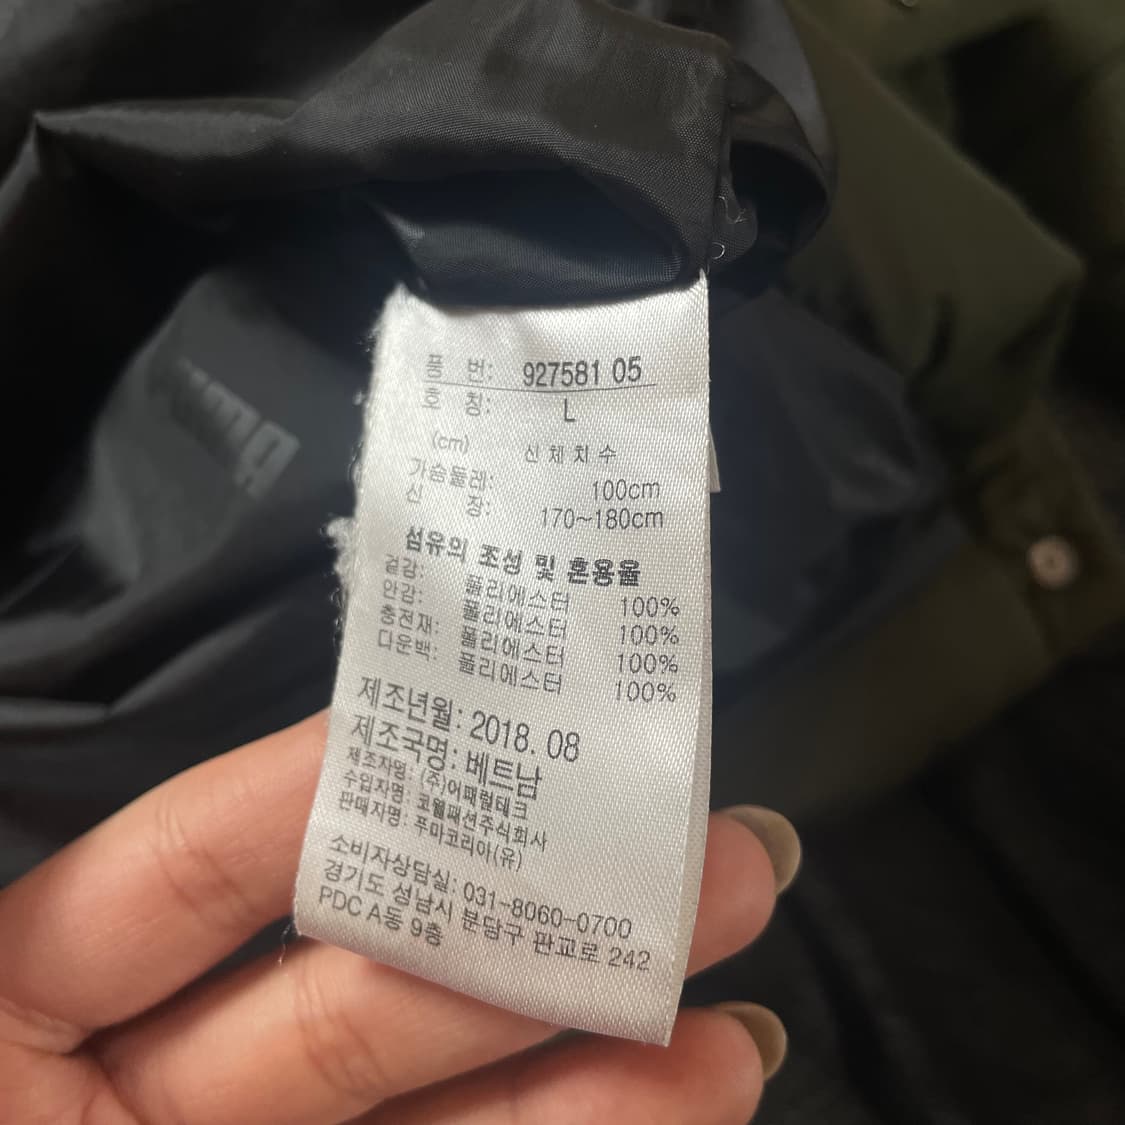 품 번: 927581 05
호 칭: L
(cm) 신체치수
가슴둘레: 100cm
신 장: 170~180cm
섬유의 조성 및 혼용율
겉감: 폴리에스터 100%
안감: 폴리에스터 100%
충전재: 폴리에스터 100%
다운백: 폴리에스터 100%
제조년월: 2018. 08
제조국명: 베트남
제조자명: (주)어패럴테크
수입자명: 코웰패션주식회사
판매자명: 푸마코리아(유)
소비자상담실: 031-8060-0700
경기도 성남시 분당구 판교로 242
PDC A동 9층